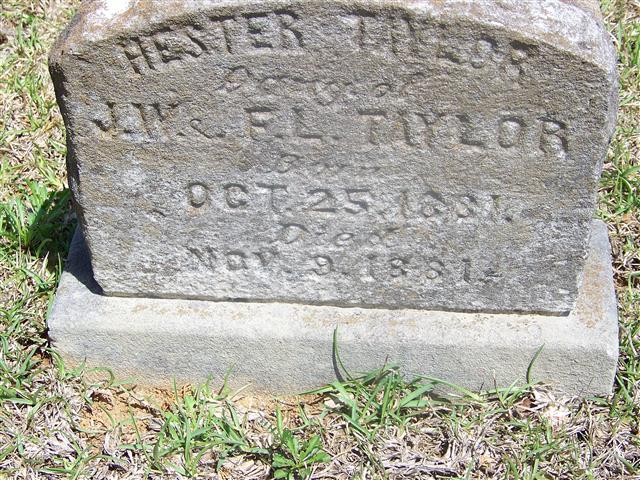 HESTER TAYLOR
Dau. of
J.W. & F.L. TAYLOR
Born
OCT. 25, 1881.
Died
NOV. 9, 1881.